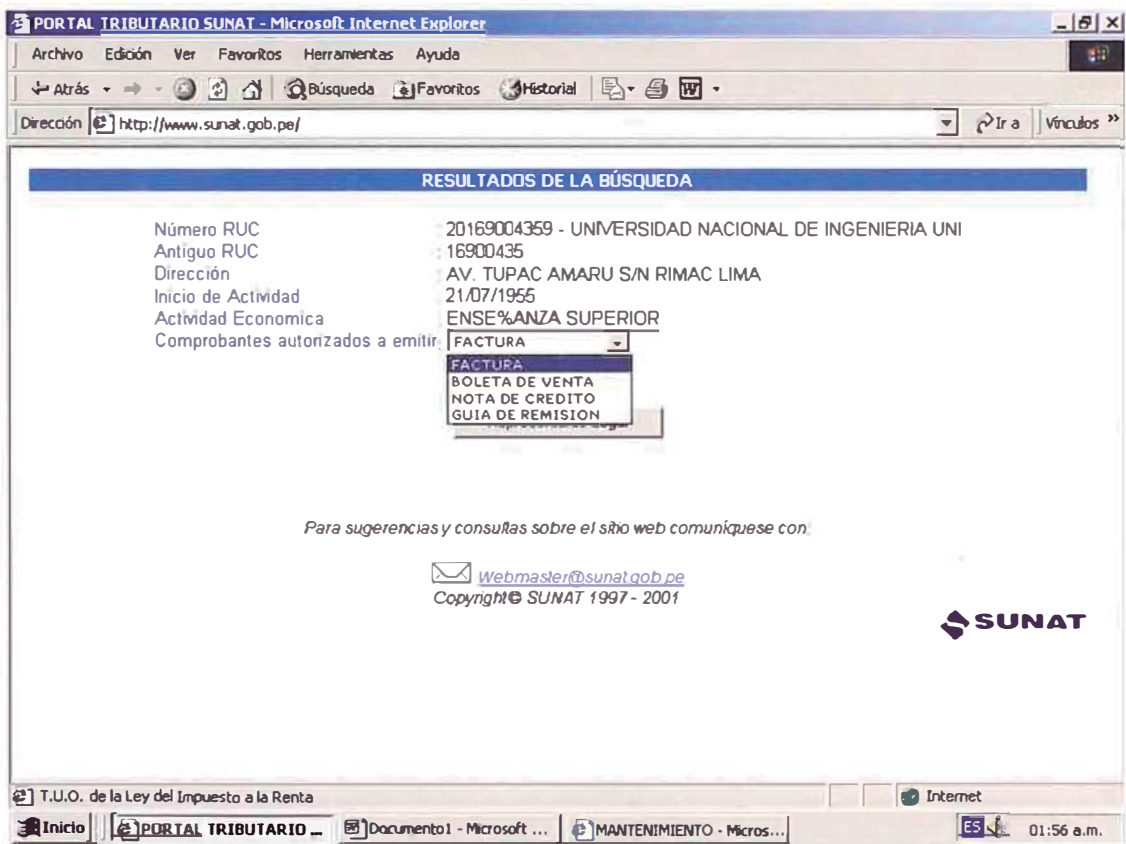 PORTAL TRIBUTARIO SUNAT - Microsoft Internet Explorer
Archivo Edición Ver Favoritos Herramientas Ayuda
Atrás Búsqueda Favoritos Historial
Dirección http://www.sunat.gob.pe/ Ir a Vínculos »
RESULTADOS DE LA BÚSQUEDA
Número RUC : 20169004359 - UNIVERSIDAD NACIONAL DE INGENIERIA UNI
Antiguo RUC : 16900435
Dirección : AV. TUPAC AMARU S/N RIMAC LIMA
Inicio de Actividad : 21/07/1955
Actividad Economica : ENSE%ANZA SUPERIOR
Comprobantes autorizados a emitir: FACTURA
FACTURA
BOLETA DE VENTA
NOTA DE CREDITO
GUIA DE REMISION
Para sugerencias y consultas sobre el sitio web comuníquese con:
Webmaster@sunat.gob.pe
Copyright© SUNAT 1997 - 2001
SUNAT
T.U.O. de la Ley del Impuesto a la Renta Internet
Inicio PORTAL TRIBUTARIO ... Documento1 - Microsoft ... MANTENIMIENTO - Micros... ES 01:56 a.m.